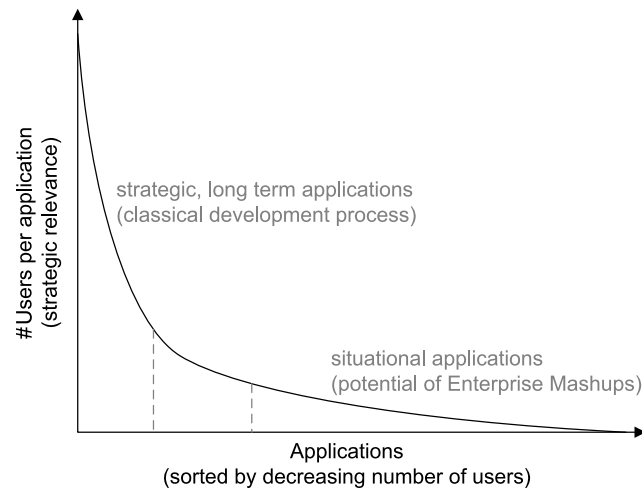 #Users per application
(strategic relevance)
strategic, long term applications
(classical development process)
situational applications
(potential of Enterprise Mashups)
Applications
(sorted by decreasing number of users)